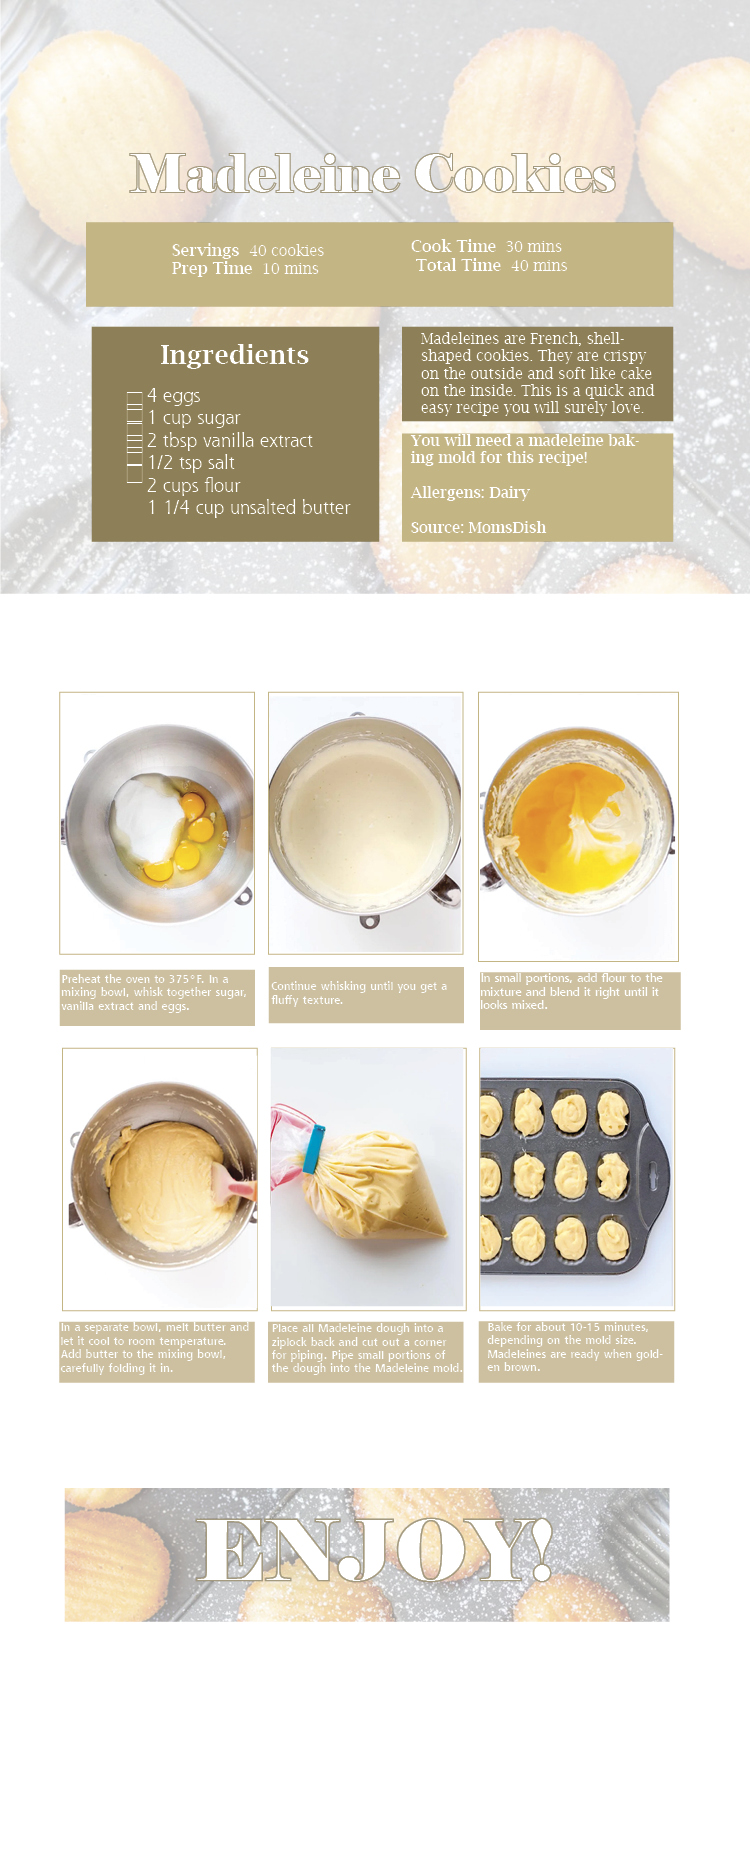 Madeleine Cookies
Servings 40 cookies
Prep Time 10 mins
Cook Time 30 mins
Total Time 40 mins
Ingredients
4 eggs
1 cup sugar
2 tbsp vanilla extract
1/2 tsp salt
2 cups flour
1 1/4 cup unsalted butter
Madeleines are French, shell-
shaped cookies. They are crispy
on the outside and soft like cake
on the inside. This is a quick and
easy recipe you will surely love.
You will need a madeleine bak-
ing mold for this recipe!
Allergens: Dairy
Source: MomsDish
Preheat the oven to 375°F. In a
mixing bowl, whisk together sugar,
vanilla extract and eggs.
Continue whisking until you get a
fluffy texture.
In small portions, add flour to the
mixture and blend it right until it
looks mixed.
In a separate bowl, melt butter and
let it cool to room temperature.
Add butter to the mixing bowl,
carefully folding it in.
Place all Madeleine dough into a
ziplock back and cut out a corner
for piping. Pipe small portions of
the dough into the Madeleine mold.
Bake for about 10-15 minutes,
depending on the mold size.
Madeleines are ready when gold-
en brown.
ENJOY!